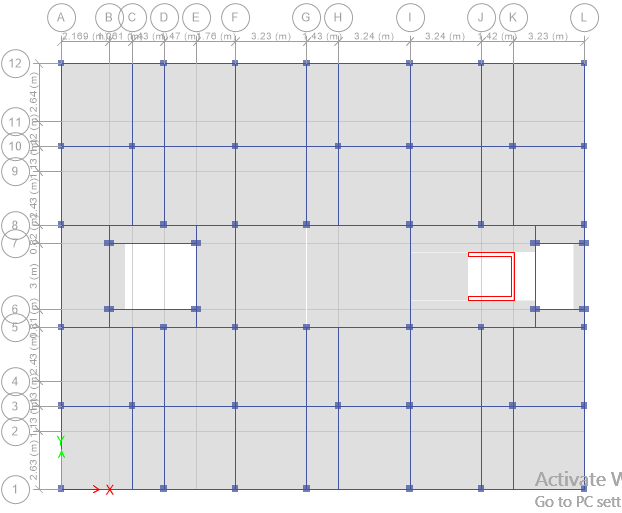 A B C D E F G H I J K L
3.23 (m) 1.43 (m) 3.24 (m) 3.24 (m) 1.42 (m) 3.23 (m)
12
2.64 (m)
11
10
9
2.43 (m)
8
7
3 (m)
6
5
2.43 (m)
4
3
1.13 (m)
2
2.63 (m)
Y
1
X
Activate W
Go to PC sett